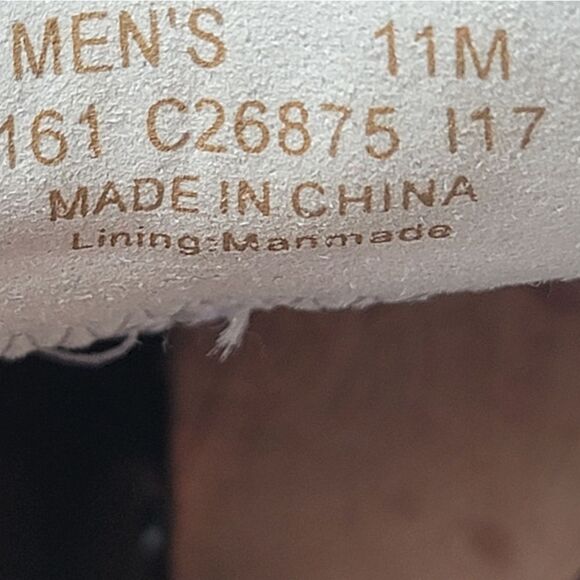 MEN'S 11M
161 C26875 I17
MADE IN CHINA
Lining:Manmade